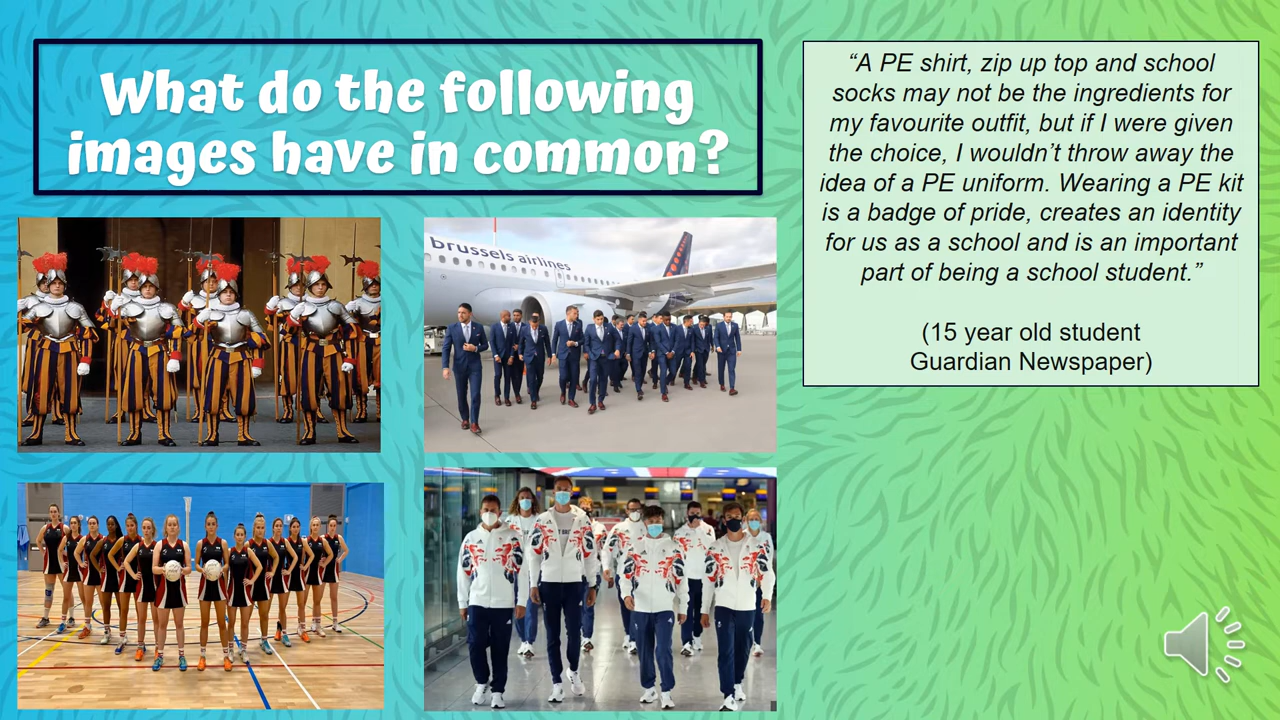 What do the following
images have in common?
“A PE shirt, zip up top and school
socks may not be the ingredients for
my favourite outfit, but if I were given
the choice, I wouldn’t throw away the
idea of a PE uniform. Wearing a PE kit
is a badge of pride, creates an identity
for us as a school and is an important
part of being a school student.”
(15 year old student
Guardian Newspaper)
brussels airlines